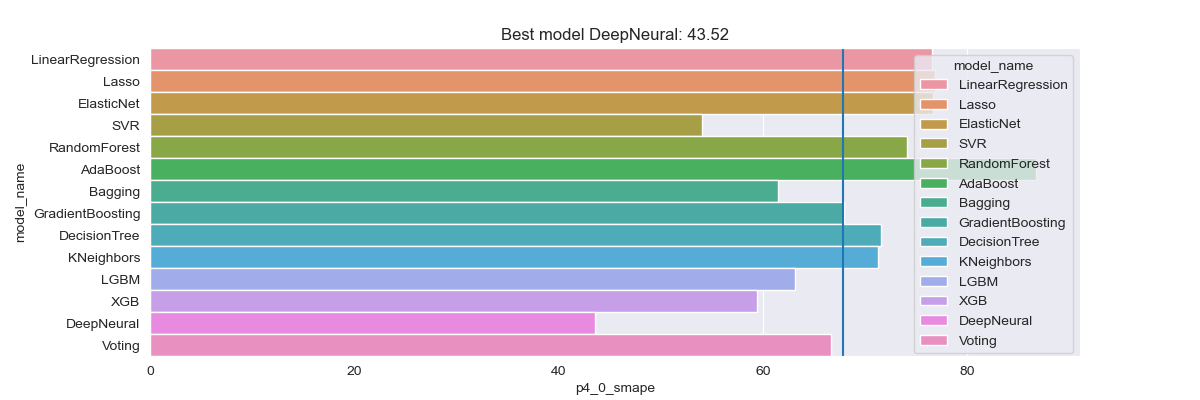 Best model DeepNeural: 43.52
model_name
LinearRegression
Lasso
ElasticNet
SVR
RandomForest
AdaBoost
Bagging
GradientBoosting
DecisionTree
KNeighbors
LGBM
XGB
DeepNeural
Voting
0 20 40 60 80
p4_0_smape
model_name
LinearRegression
Lasso
ElasticNet
SVR
RandomForest
AdaBoost
Bagging
GradientBoosting
DecisionTree
KNeighbors
LGBM
XGB
DeepNeural
Voting